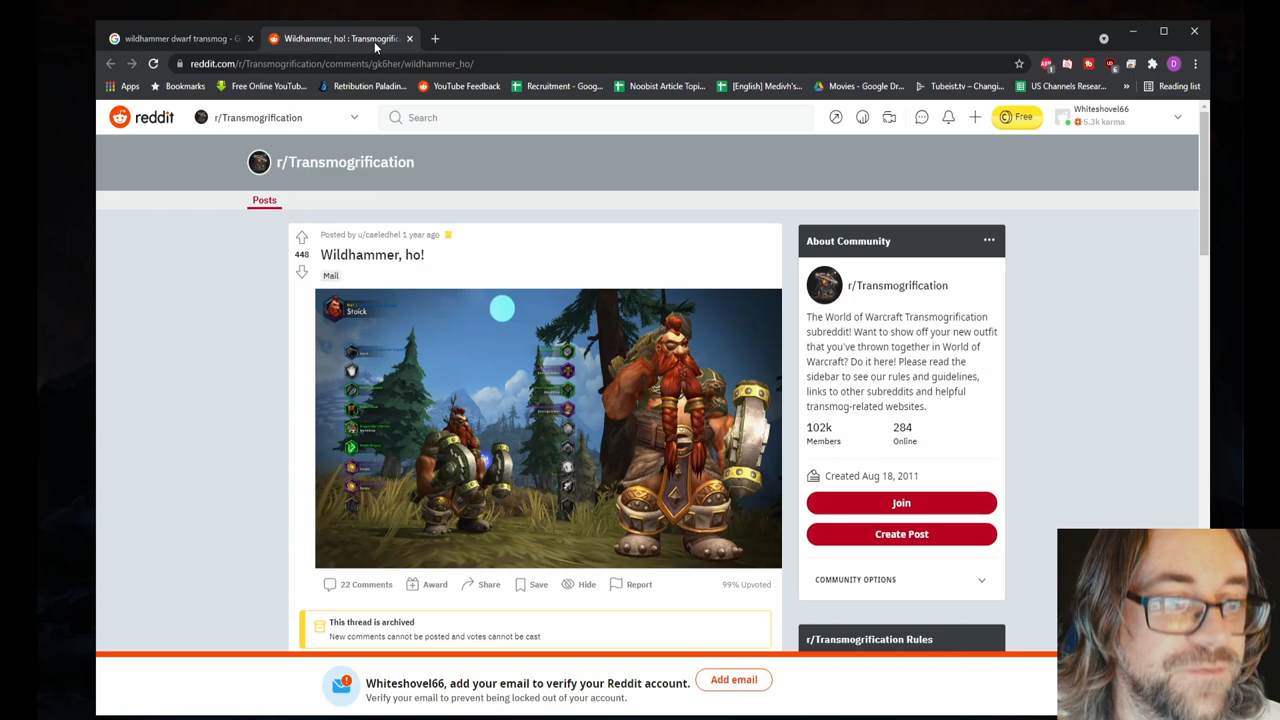 wildhammer dwarf transmog - G
Wildhammer, ho! : Transmogrific
reddit.com/r/Transmogrification/comments/gk6her/wildhammer_ho/
Apps
Bookmarks
Free Online YouTub...
Retribution Paladin...
YouTube Feedback
Recruitment - Goog...
Noobist Article Topi...
[English] Medivh's...
Movies - Google Dr...
Tubeist.tv – Changi...
US Channels Resear...
»
Reading list
reddit
r/Transmogrification
Search
Free
Whiteshovel66
5.3k karma
r/Transmogrification
Posts
Posted by u/caeledhel 1 year ago
448
Wildhammer, ho!
Mail
Stoick
22 Comments
Award
Share
Save
Hide
Report
99% Upvoted
This thread is archived
New comments cannot be posted and votes cannot be cast
About Community
r/Transmogrification
The World of Warcraft Transmogrification
subreddit! Want to show off your new outfit
that you've thrown together in World of
Warcraft? Do it here! Please read the
sidebar to see our rules and guidelines,
links to other subreddits and helpful
transmog-related websites.
102k
Members
284
Online
Created Aug 18, 2011
Join
Create Post
COMMUNITY OPTIONS
r/Transmogrification Rules
Whiteshovel66, add your email to verify your Reddit account.
Verify your email to prevent being locked out of your account.
Add email